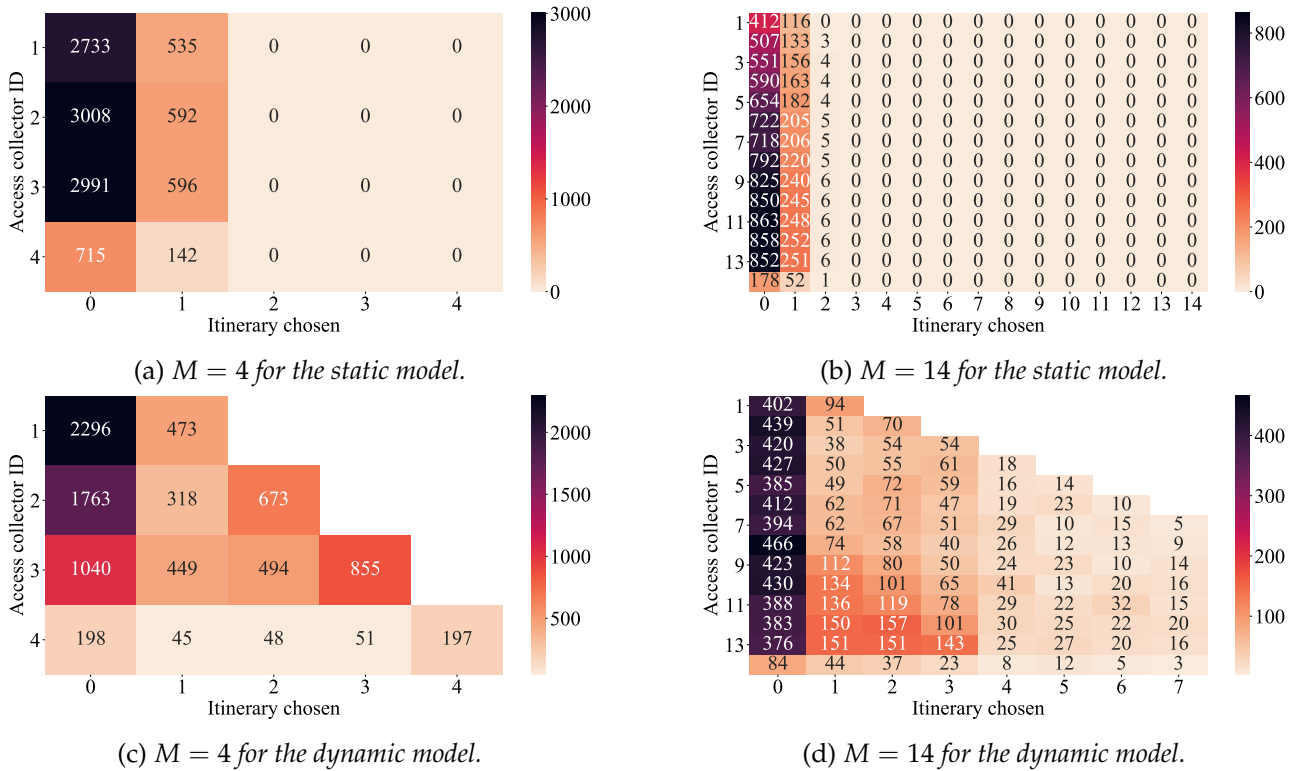 Access collector ID
1 2733 535 0 0 0
2 3008 592 0 0 0
3 2991 596 0 0 0
4 715 142 0 0 0
0 1 2 3 4
Itinerary chosen
3000
2000
1000
0
(a) M = 4 for the static model.
Access collector ID
1 412 116 0 0 0 0 0 0 0 0 0 0 0 0 0
507 133 3 0 0 0 0 0 0 0 0 0 0 0 0
3 551 156 4 0 0 0 0 0 0 0 0 0 0 0 0
590 163 4 0 0 0 0 0 0 0 0 0 0 0 0
5 654 182 4 0 0 0 0 0 0 0 0 0 0 0 0
722 205 5 0 0 0 0 0 0 0 0 0 0 0 0
7 718 206 5 0 0 0 0 0 0 0 0 0 0 0 0
792 220 5 0 0 0 0 0 0 0 0 0 0 0 0
9 825 240 6 0 0 0 0 0 0 0 0 0 0 0 0
850 245 6 0 0 0 0 0 0 0 0 0 0 0 0
11 863 248 6 0 0 0 0 0 0 0 0 0 0 0 0
858 252 6 0 0 0 0 0 0 0 0 0 0 0 0
13 852 251 6 0 0 0 0 0 0 0 0 0 0 0 0
178 52 1 0 0 0 0 0 0 0 0 0 0 0 0
0 1 2 3 4 5 6 7 8 9 10 11 12 13 14
Itinerary chosen
800
600
400
200
0
(b) M = 14 for the static model.
Access collector ID
1 2296 473
2 1763 318 673
3 1040 449 494 855
4 198 45 48 51 197
0 1 2 3 4
Itinerary chosen
2000
1500
1000
500
(c) M = 4 for the dynamic model.
Access collector ID
1 402 94
439 51 70
3 420 38 54 54
427 50 55 61 18
5 385 49 72 59 16 14
412 62 71 47 19 23 10
7 394 62 67 51 29 10 15 5
466 74 58 40 26 12 13 9
9 423 112 80 50 24 23 10 14
430 134 101 65 41 13 20 16
11 388 136 119 78 29 22 32 15
383 150 157 101 30 25 22 20
13 376 151 151 143 25 27 20 16
84 44 37 23 8 12 5 3
0 1 2 3 4 5 6 7
Itinerary chosen
400
300
200
100
(d) M = 14 for the dynamic model.